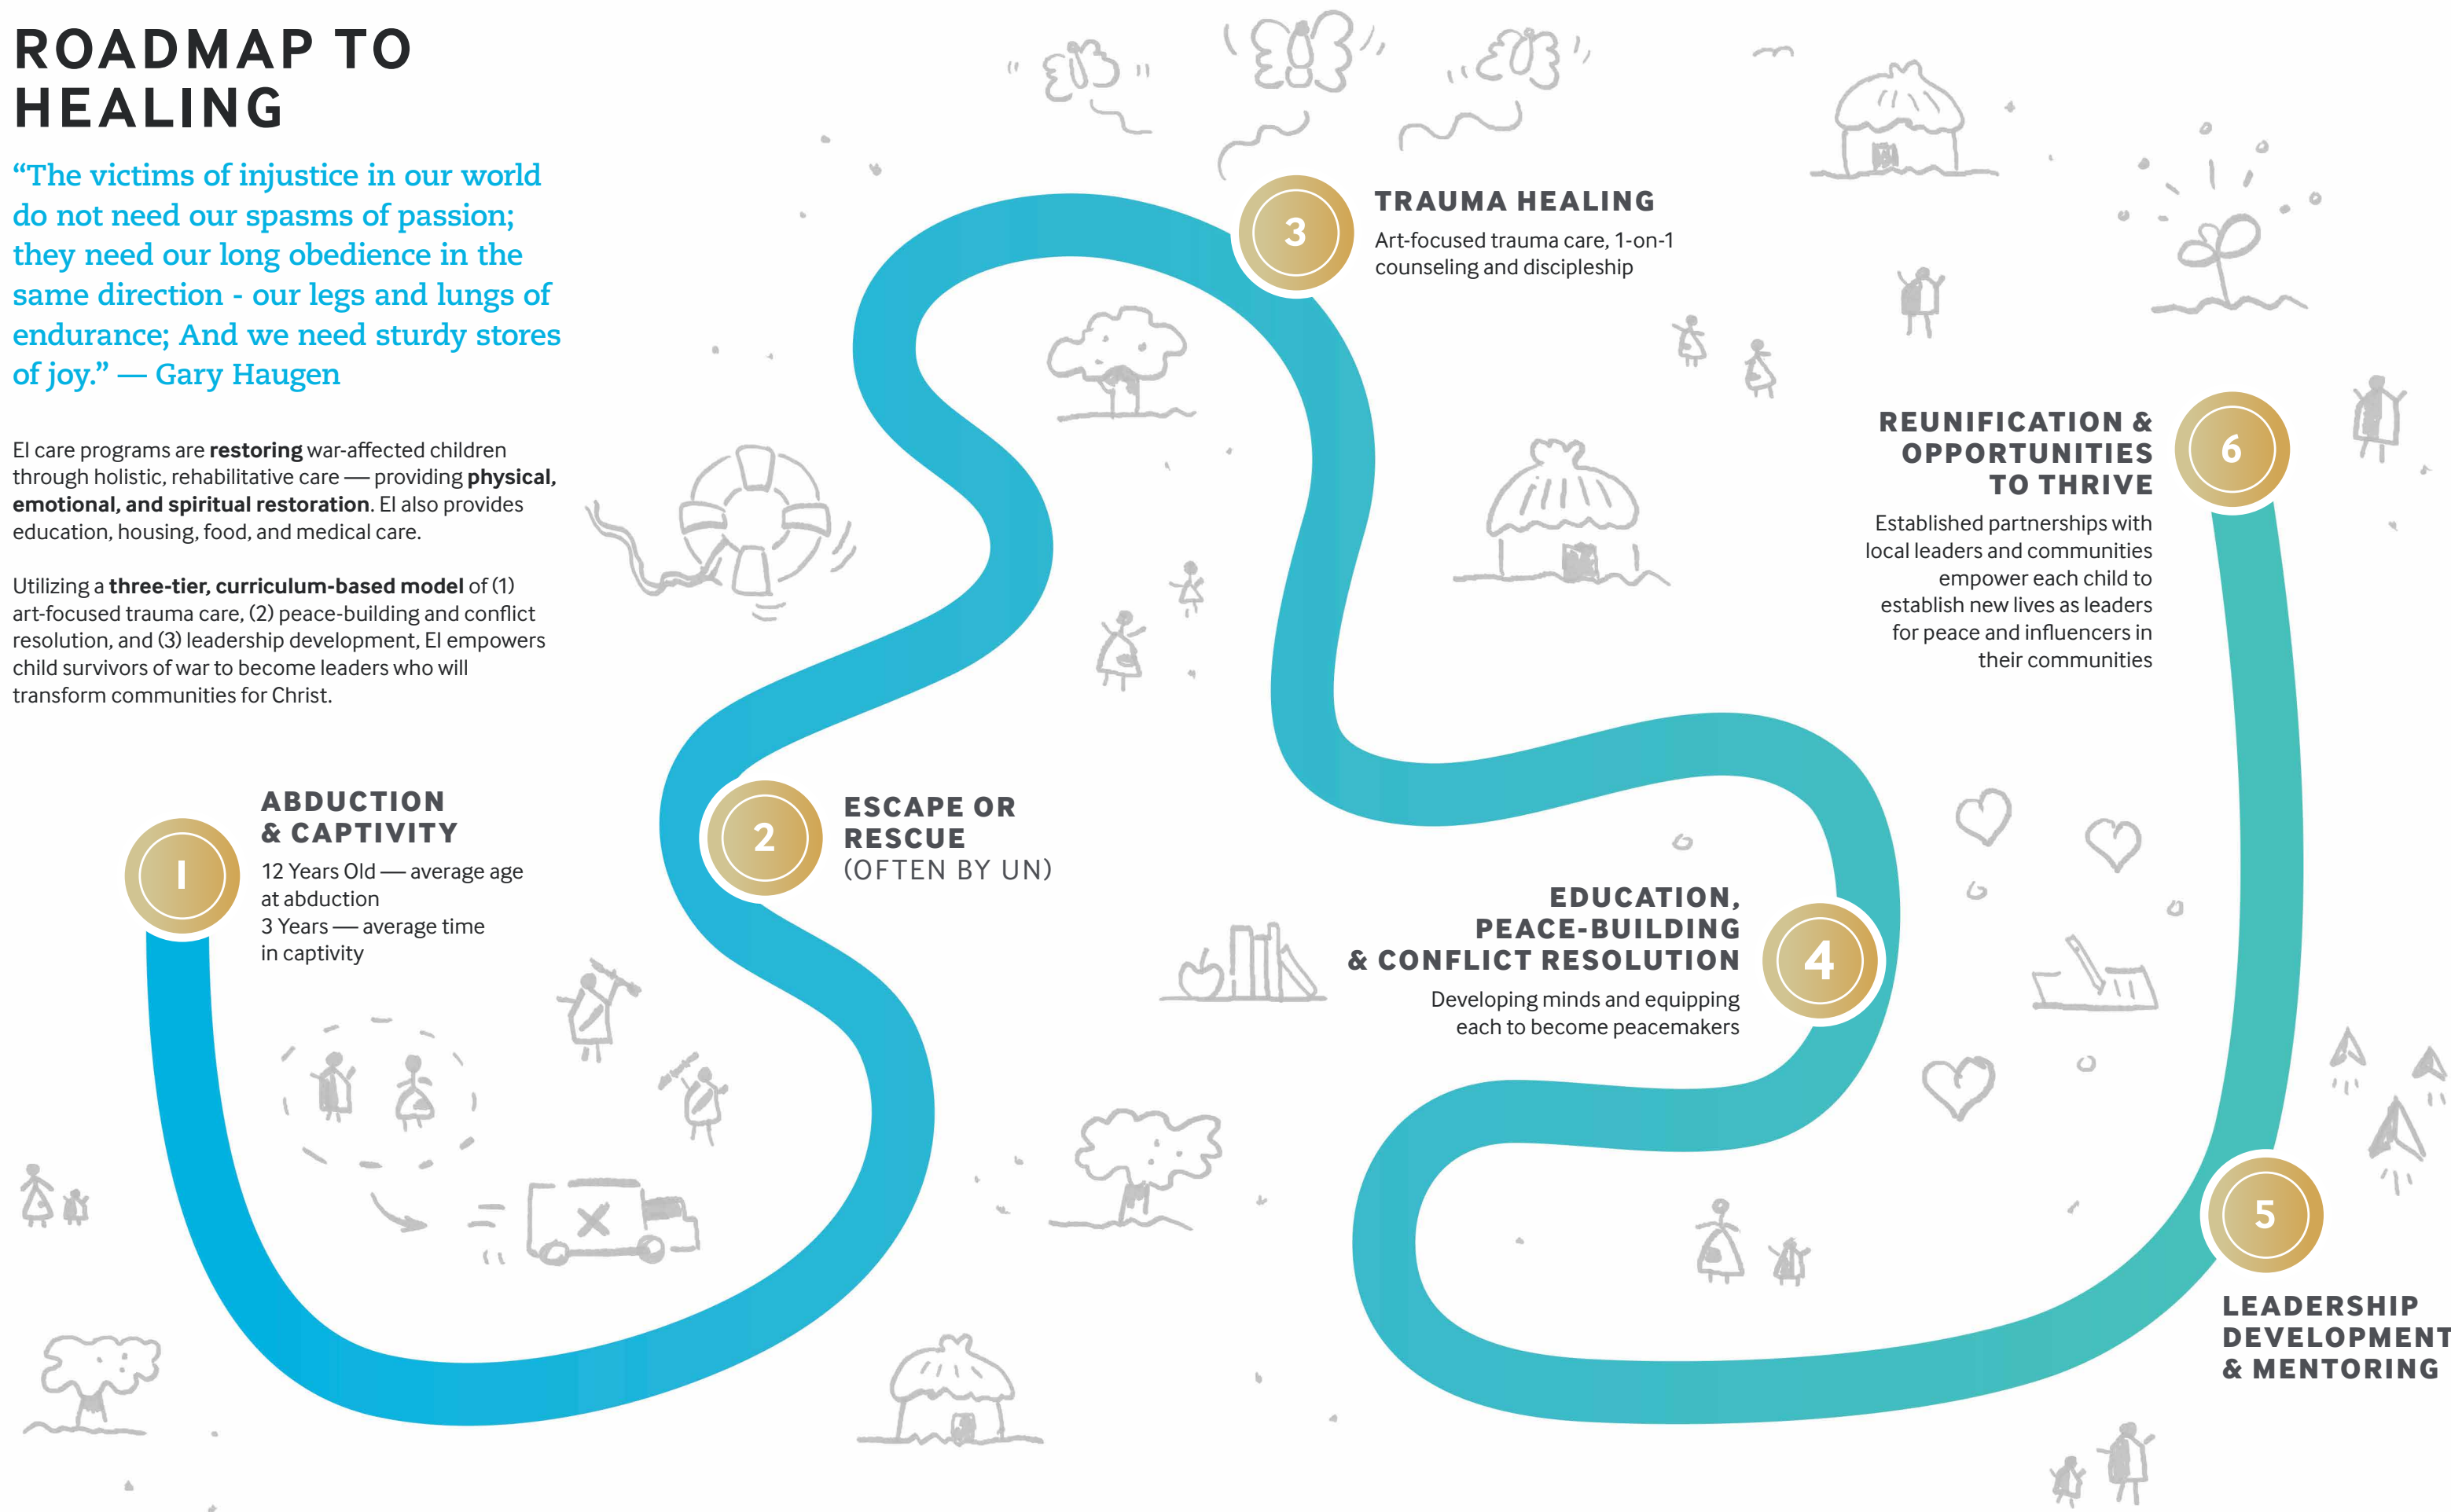 ROADMAP TO
HEALING
“The victims of injustice in our world
do not need our spasms of passion;
they need our long obedience in the
same direction - our legs and lungs of
endurance; And we need sturdy stores
of joy.” — Gary Haugen
EI care programs are restoring war-affected children
through holistic, rehabilitative care — providing physical,
emotional, and spiritual restoration. EI also provides
education, housing, food, and medical care.
Utilizing a three-tier, curriculum-based model of (1)
art-focused trauma care, (2) peace-building and conflict
resolution, and (3) leadership development, EI empowers
child survivors of war to become leaders who will
transform communities for Christ.
1
ABDUCTION
& CAPTIVITY
12 Years Old — average age
at abduction
3 Years — average time
in captivity
2
ESCAPE OR
RESCUE
(OFTEN BY UN)
3
TRAUMA HEALING
Art-focused trauma care, 1-on-1
counseling and discipleship
4
EDUCATION,
PEACE-BUILDING
& CONFLICT RESOLUTION
Developing minds and equipping
each to become peacemakers
5
LEADERSHIP
DEVELOPMENT
& MENTORING
6
REUNIFICATION &
OPPORTUNITIES
TO THRIVE
Established partnerships with
local leaders and communities
empower each child to
establish new lives as leaders
for peace and influencers in
their communities